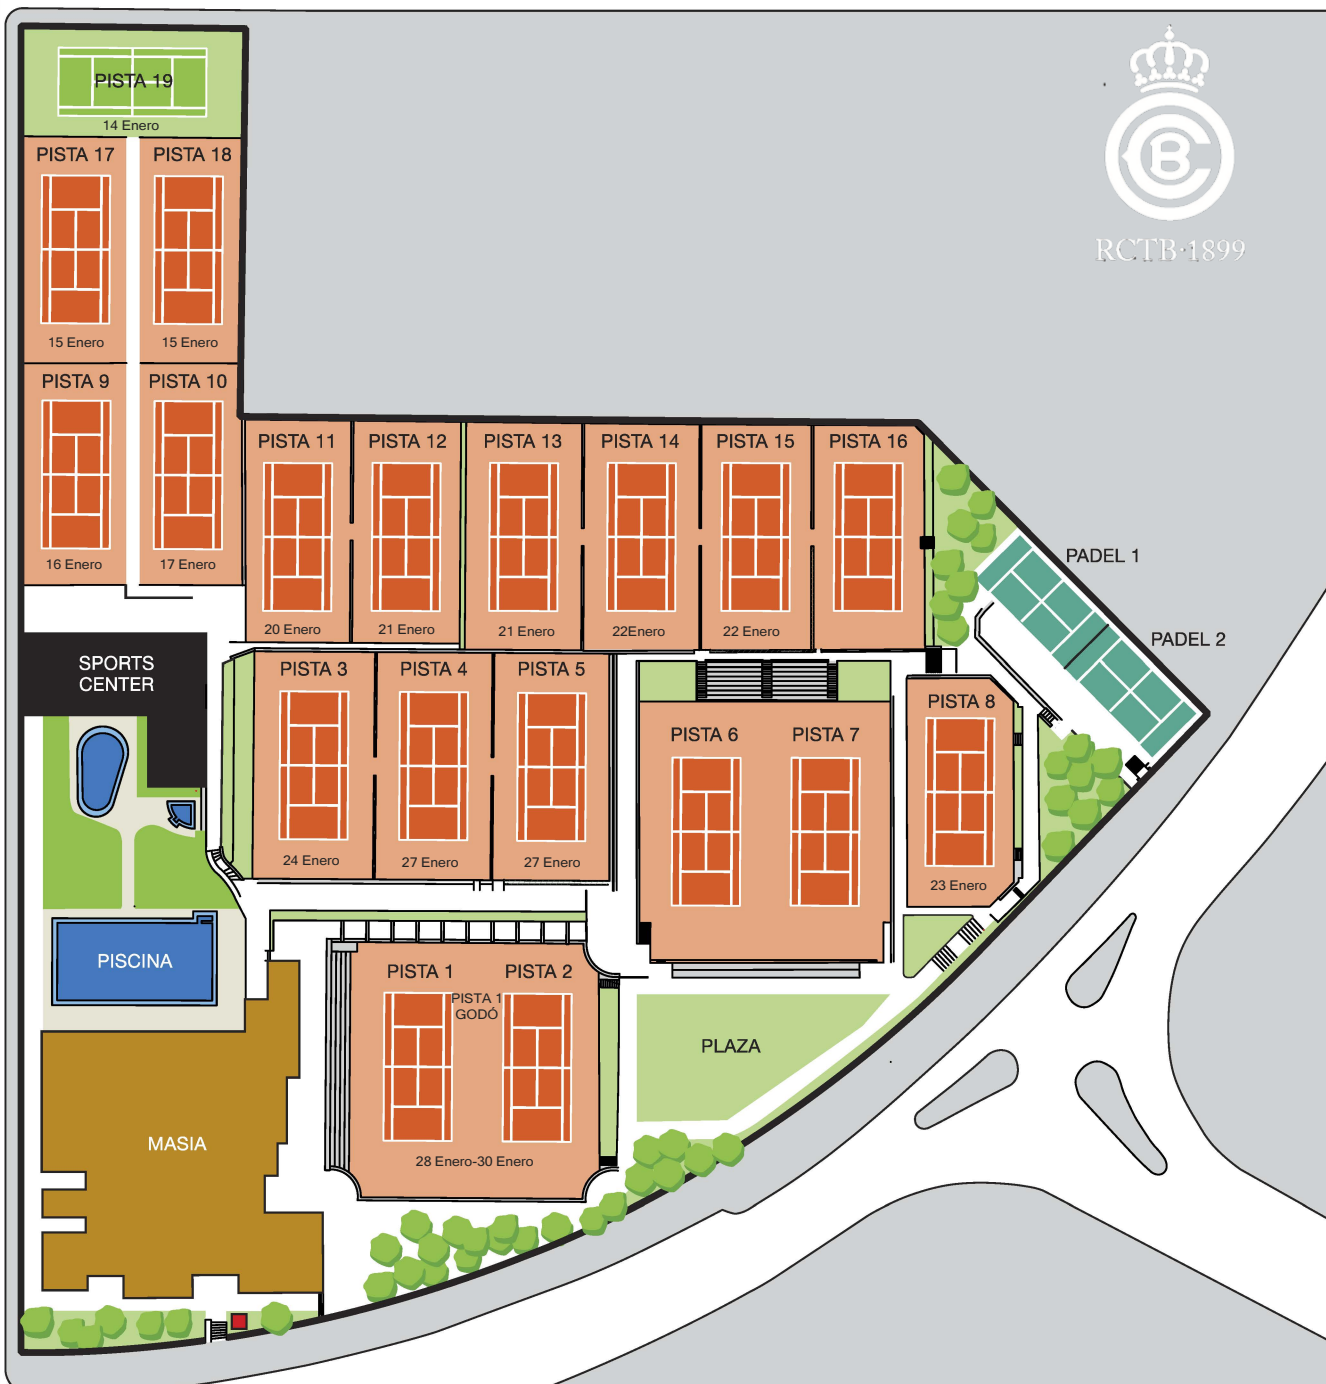 PISTA 19
14 Enero
RCTB·1899
PISTA 17
PISTA 18
15 Enero
15 Enero
PISTA 9
PISTA 10
16 Enero
17 Enero
PISTA 11
PISTA 12
PISTA 13
PISTA 14
PISTA 15
PISTA 16
20 Enero
21 Enero
21 Enero
22Enero
22 Enero
PADEL 1
PADEL 2
SPORTS
CENTER
PISTA 3
PISTA 4
PISTA 5
24 Enero
27 Enero
27 Enero
PISTA 6
PISTA 7
PISTA 8
23 Enero
PISCINA
PISTA 1
PISTA 2
PISTA 1
GODÓ
28 Enero-30 Enero
PLAZA
MASIA